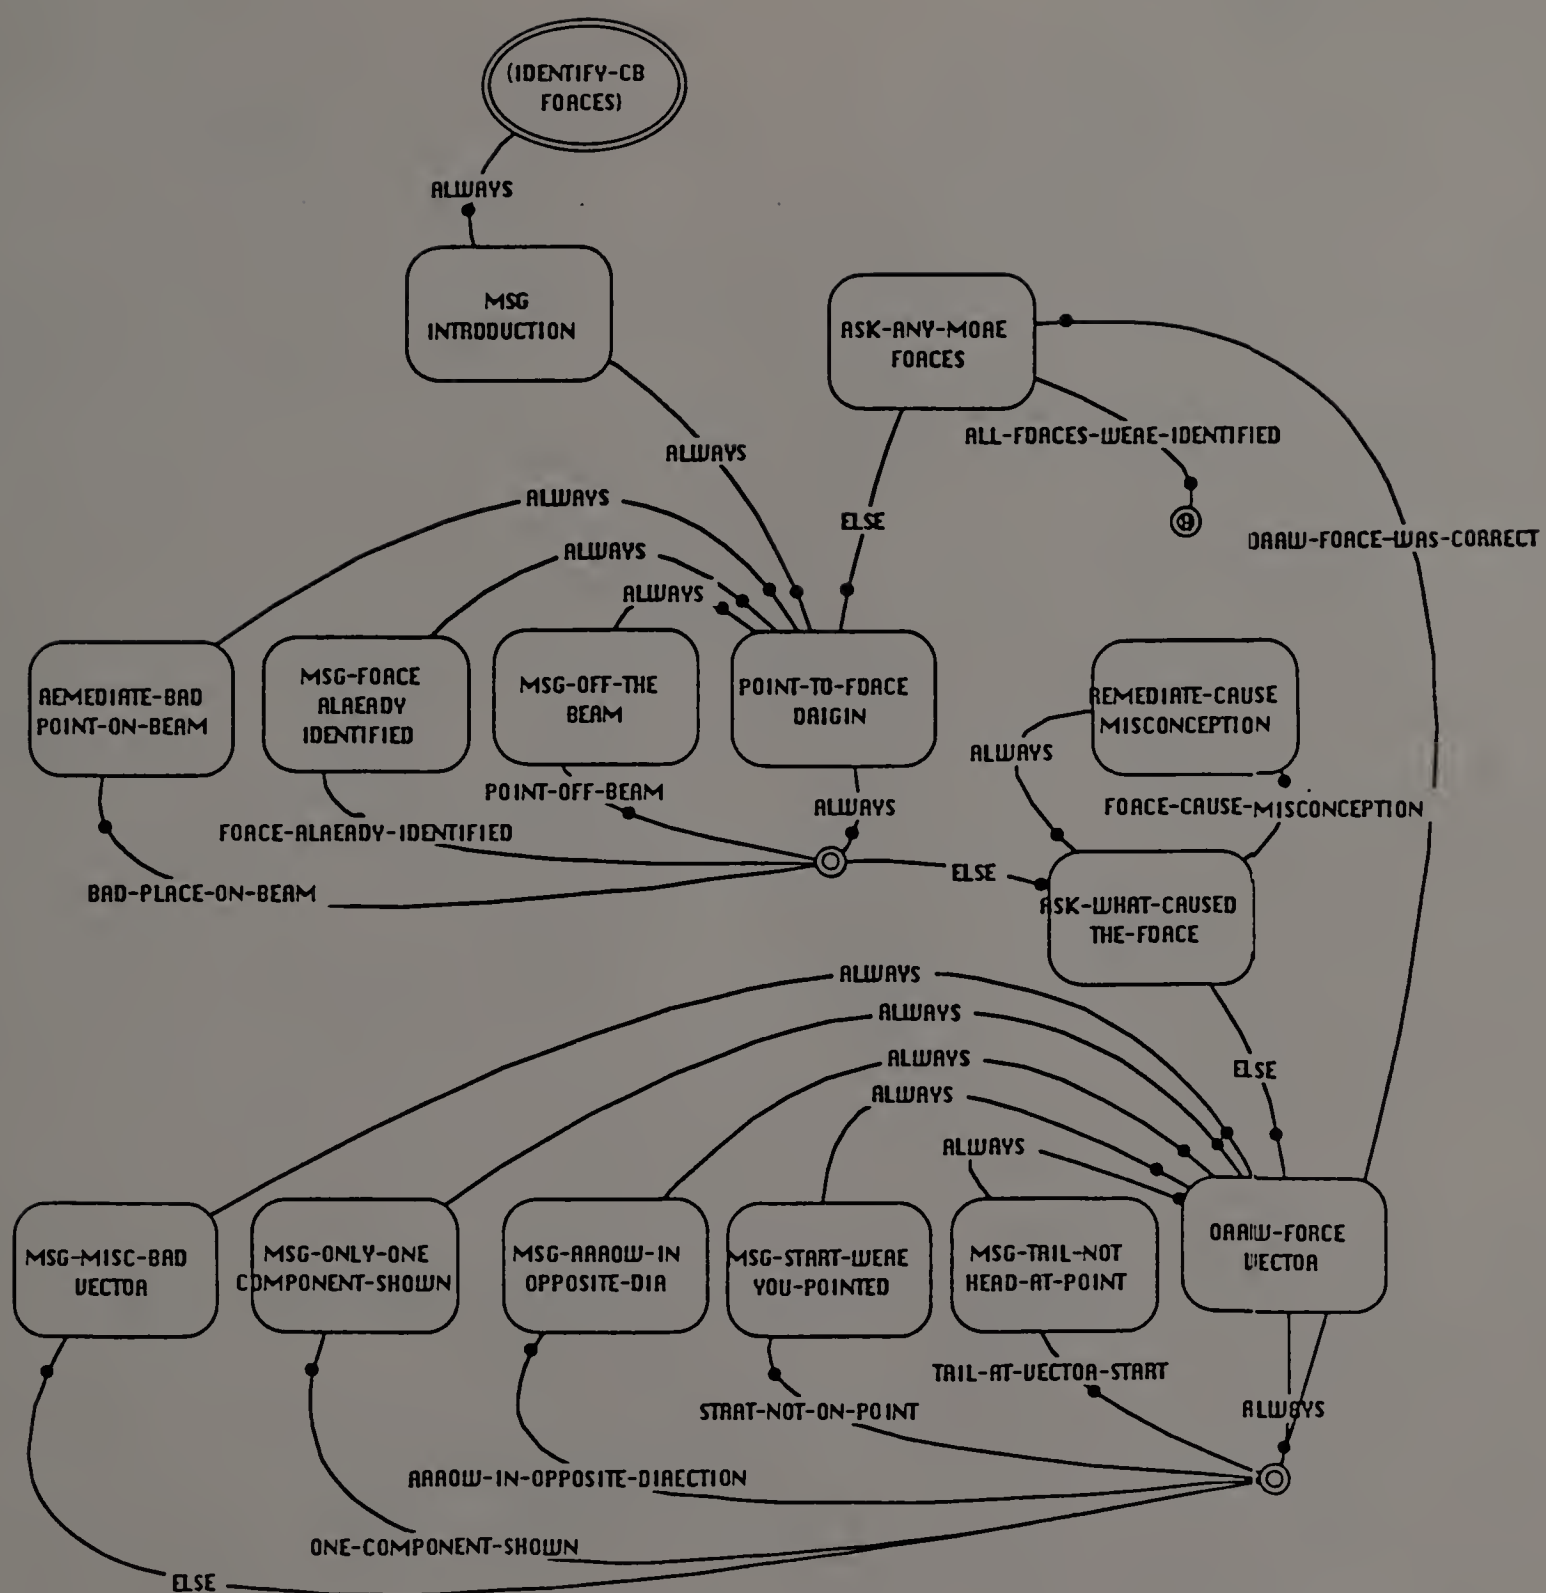 (IDENTIFY-CB
FORCES)
ALWAYS
MSG
INTRODUCTION
ASK-ANY-MORE
FORCES
ALL-FORCES-WERE-IDENTIFIED
ALWAYS
ALWAYS
ELSE
DRAW-FORCE-WAS-CORRECT
ALWAYS
ALWAYS
REMEDIATE-BAD
POINT-ON-BEAM
MSG-FORCE
ALREADY
IDENTIFIED
MSG-OFF-THE
BEAM
POINT-TO-FORCE
ORIGIN
REMEDIATE-CAUSE
MISCONCEPTION
ALWAYS
POINT-OFF-BEAM
ALWAYS
FORCE-CAUSE-MISCONCEPTION
FORCE-ALREADY-IDENTIFIED
BAD-PLACE-ON-BEAM
ELSE
ASK-WHAT-CAUSED
THE-FORCE
ALWAYS
ALWAYS
ALWAYS
ELSE
ALWAYS
ALWAYS
MSG-MISC-BAD
VECTOR
MSG-ONLY-ONE
COMPONENT-SHOWN
MSG-ARROW-IN
OPPOSITE-DIR
MSG-START-WERE
YOU-POINTED
MSG-TAIL-NOT
HEAD-AT-POINT
DRAW-FORCE
VECTOR
TAIL-AT-VECTOR-START
STRAT-NOT-ON-POINT
ALWAYS
ARROW-IN-OPPOSITE-DIRECTION
ONE-COMPONENT-SHOWN
ELSE